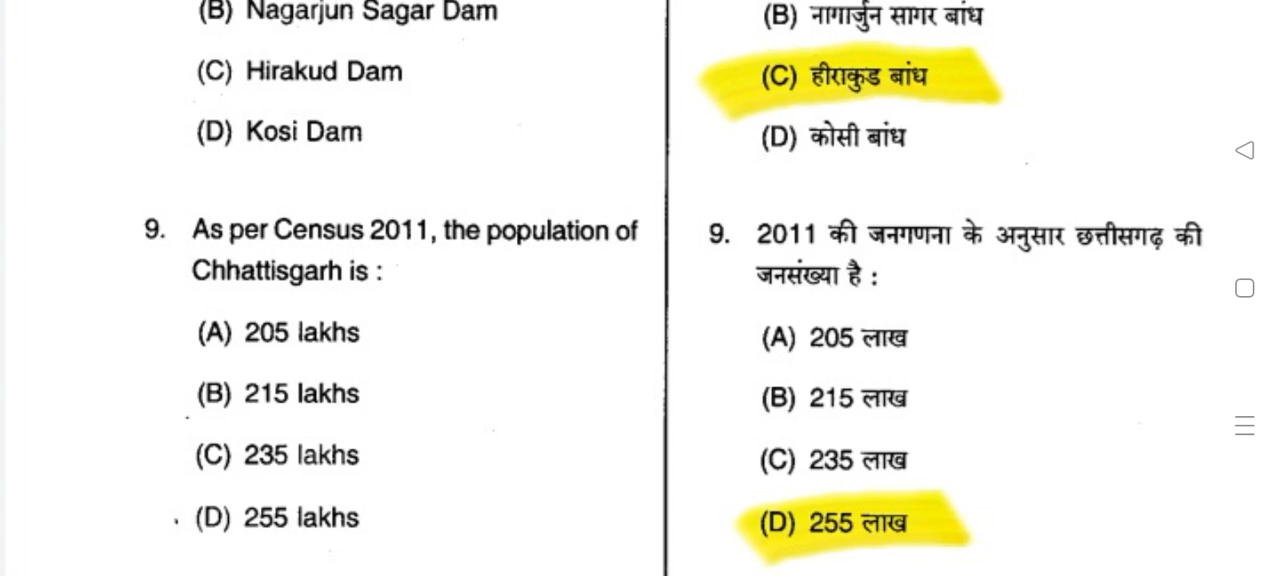 (B) Nagarjun Sagar Dam
(C) Hirakud Dam
(D) Kosi Dam
9. As per Census 2011, the population of
Chhattisgarh is :
(A) 205 lakhs
(B) 215 lakhs
(C) 235 lakhs
(D) 255 lakhs
(B) नागार्जुन सागर बांध
(C) हीराकुड बांध
(D) कोसी बांध
9. 2011 की जनगणना के अनुसार छत्तीसगढ़ की
जनसंख्या है :
(A) 205 लाख
(B) 215 लाख
(C) 235 लाख
(D) 255 लाख